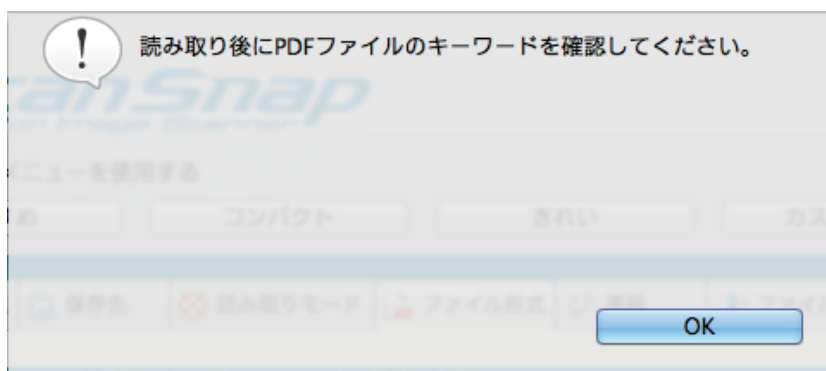 読み取り後にPDFファイルのキーワードを確認してください。
canSnap
メニューを使用する
コンパクト
きれい
保存先
読み取りモード
ファイル形式
OK